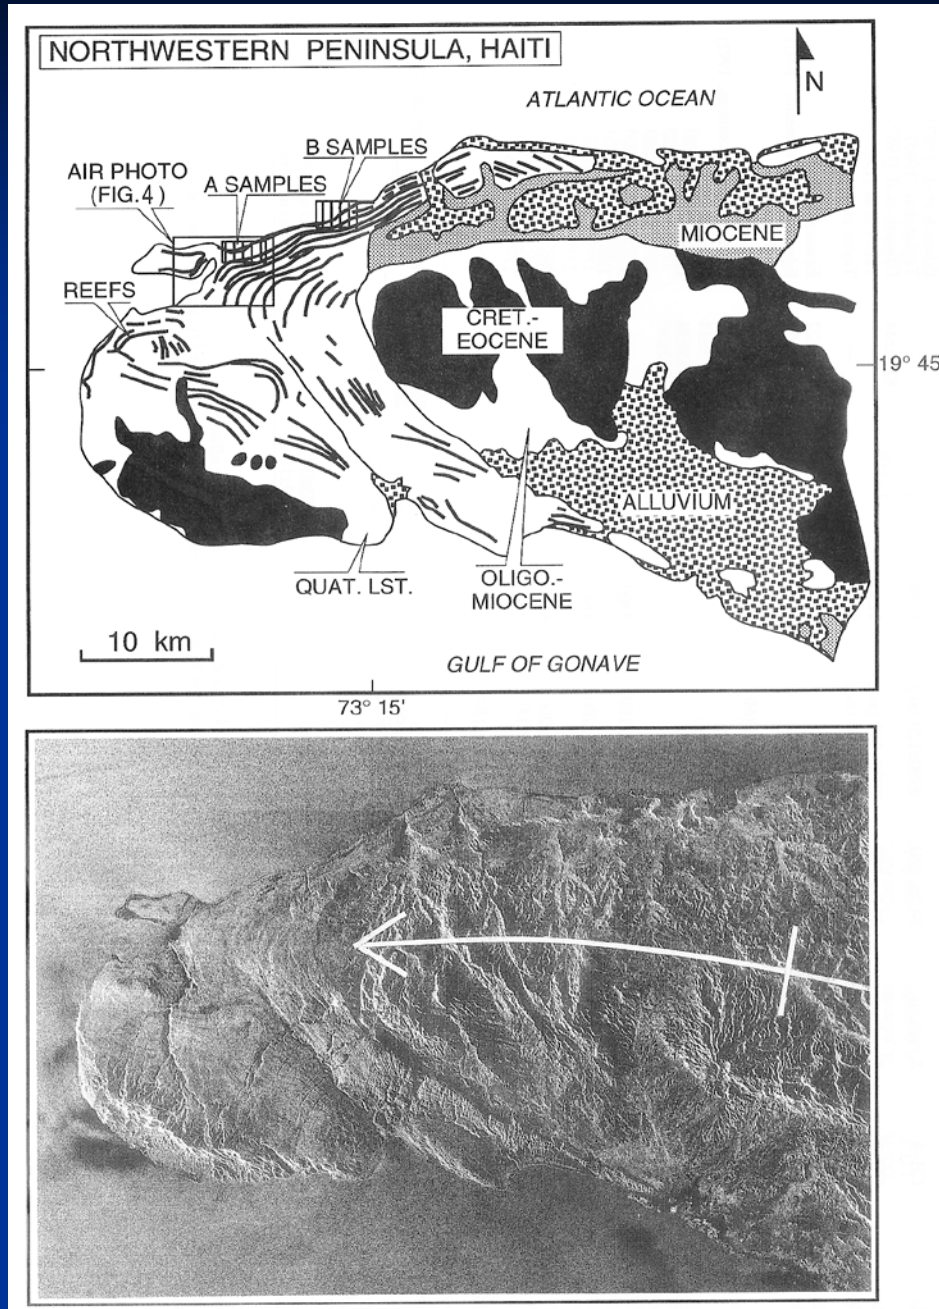 NORTHWESTERN PENINSULA, HAITI
N
ATLANTIC OCEAN
B SAMPLES
AIR PHOTO
(FIG.4)
A SAMPLES
MIOCENE
REEFS
CRET.-
EOCENE
19° 45
ALLUVIUM
QUAT. LST.
OLIGO.-
MIOCENE
10 km
GULF OF GONAVE
73° 15'